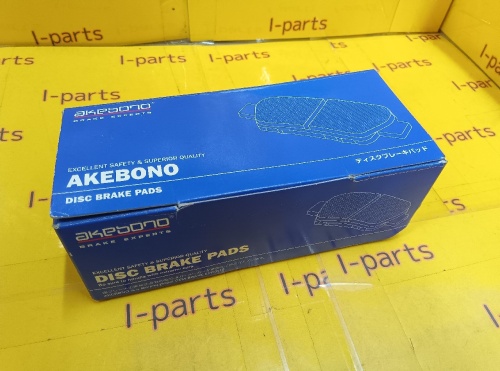 I-parts
I-parts
I-parts
I-parts
I-parts
akebono
BRAKE EXPERTS
EXCELLENT SAFETY & SUPERIOR QUALITY
AKEBONO
DISC BRAKE PADS
ディスクブレーキパッド
akebono
BRAKE EXPERTS
EXCELLENT SAFETY & SUPERIOR QUALITY
DISC BRAKE PADS
I-parts
I-parts
I-parts